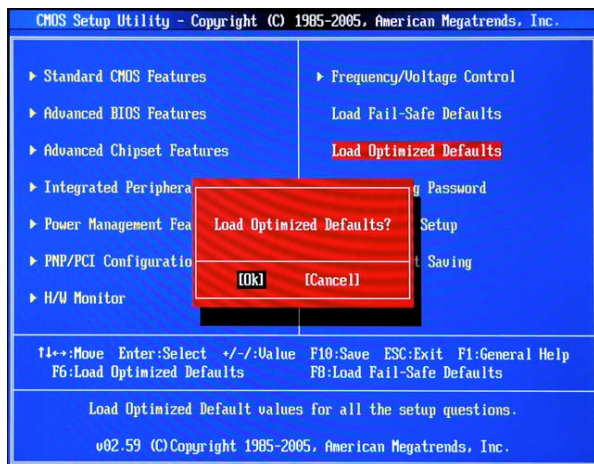 CMOS Setup Utility - Copyright (C) 1985-2005, American Megatrends, Inc.
▶ Standard CMOS Features
▶ Advanced BIOS Features
▶ Advanced Chipset Features
▶ Integrated Periphera
▶ Power Management Fea
▶ PNP/PCI Configuratio
▶ H/W Monitor
▶ Frequency/Voltage Control
Load Fail-Safe Defaults
Load Optimized Defaults
g Password
Setup
t Saving
Load Optimized Defaults?
[Ok] [Cancel]
↑↓↔:Move Enter:Select +/-/:Value F10:Save ESC:Exit F1:General Help
F6:Load Optimized Defaults F8:Load Fail-Safe Defaults
Load Optimized Default values for all the setup questions.
v02.59 (C)Copyright 1985-2005, American Megatrends, Inc.